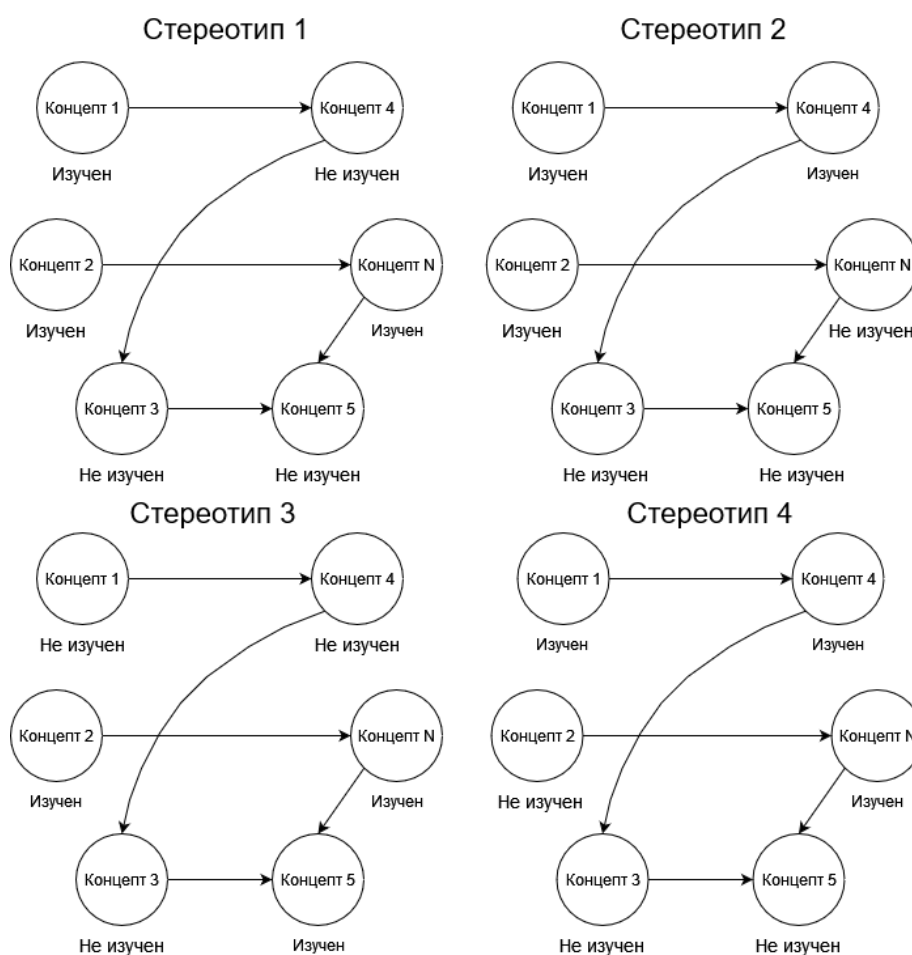 Стереотип 1
Концепт 1
Концепт 4
Изучен
Не изучен
Концепт 2
Концепт N
Изучен
Изучен
Концепт 3
Концепт 5
Не изучен
Не изучен
Стереотип 2
Концепт 1
Концепт 4
Изучен
Изучен
Концепт 2
Концепт N
Изучен
Не изучен
Концепт 3
Концепт 5
Не изучен
Не изучен
Стереотип 3
Концепт 1
Концепт 4
Не изучен
Не изучен
Концепт 2
Концепт N
Изучен
Изучен
Концепт 3
Концепт 5
Не изучен
Изучен
Стереотип 4
Концепт 1
Концепт 4
Изучен
Изучен
Концепт 2
Концепт N
Не изучен
Изучен
Концепт 3
Концепт 5
Не изучен
Не изучен